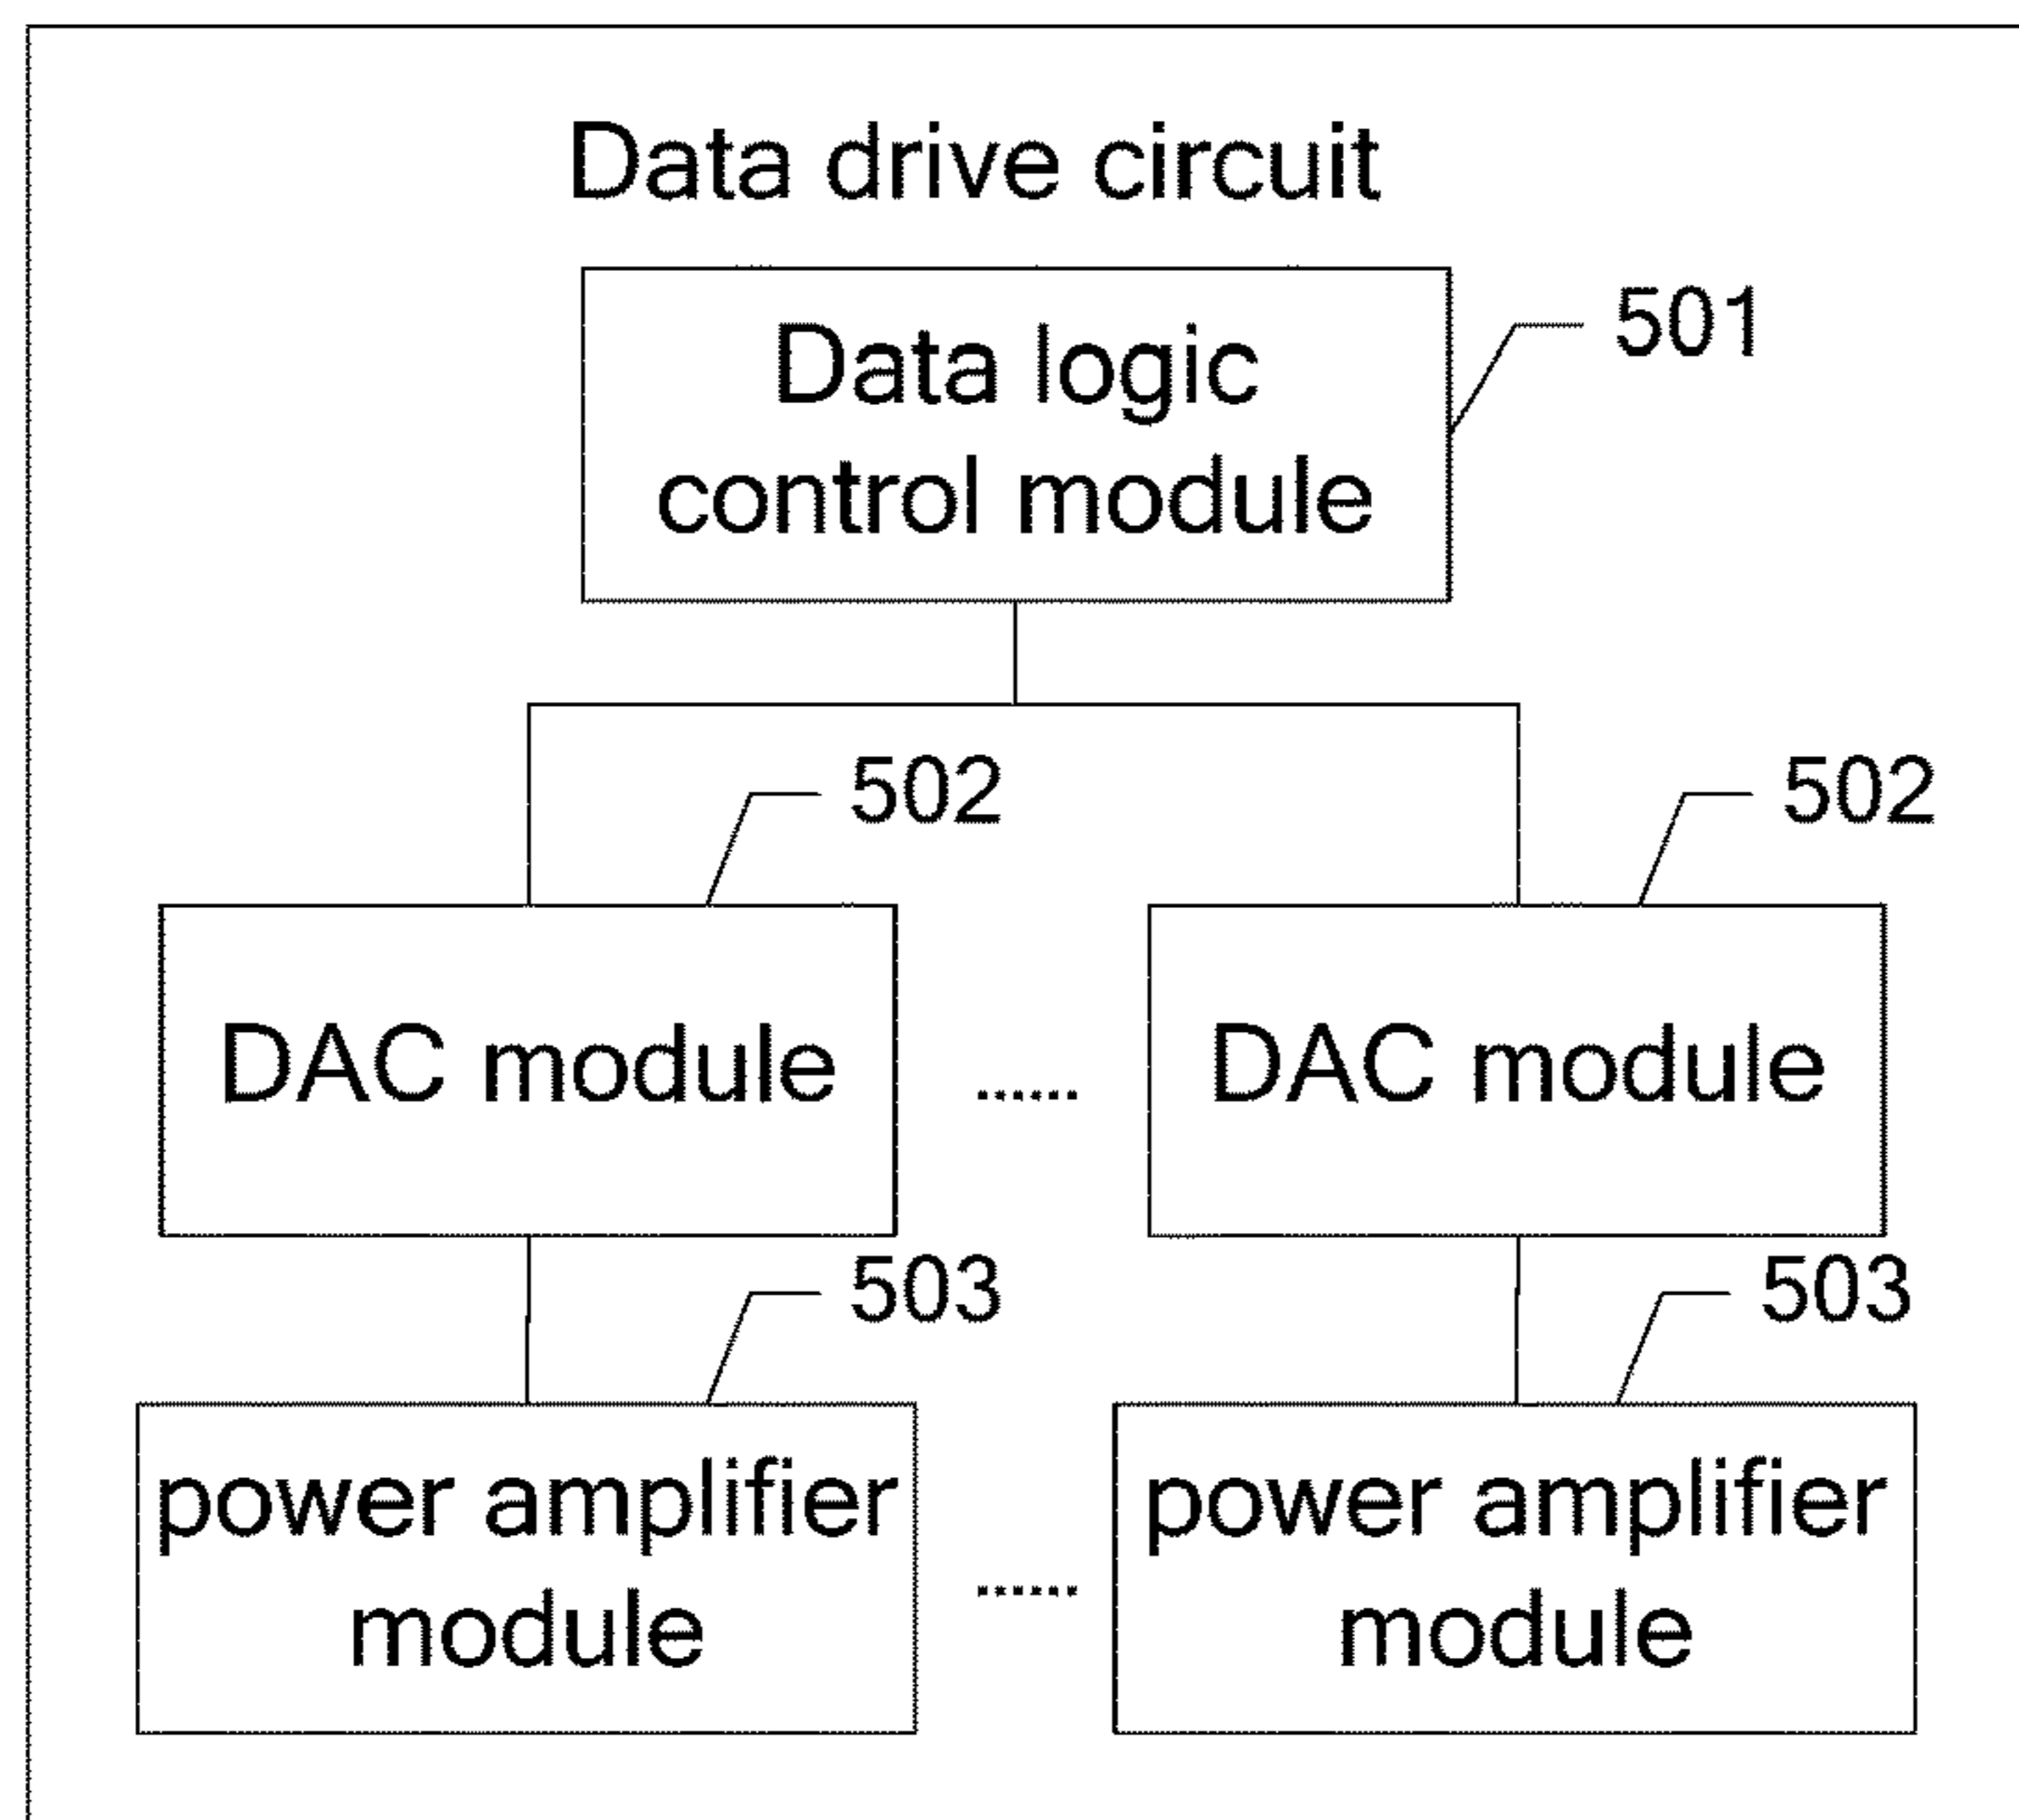 Data drive circuit
Data logic
control module
501
502
502
DAC module
......
DAC module
503
503
power amplifier
module
......
power amplifier
module